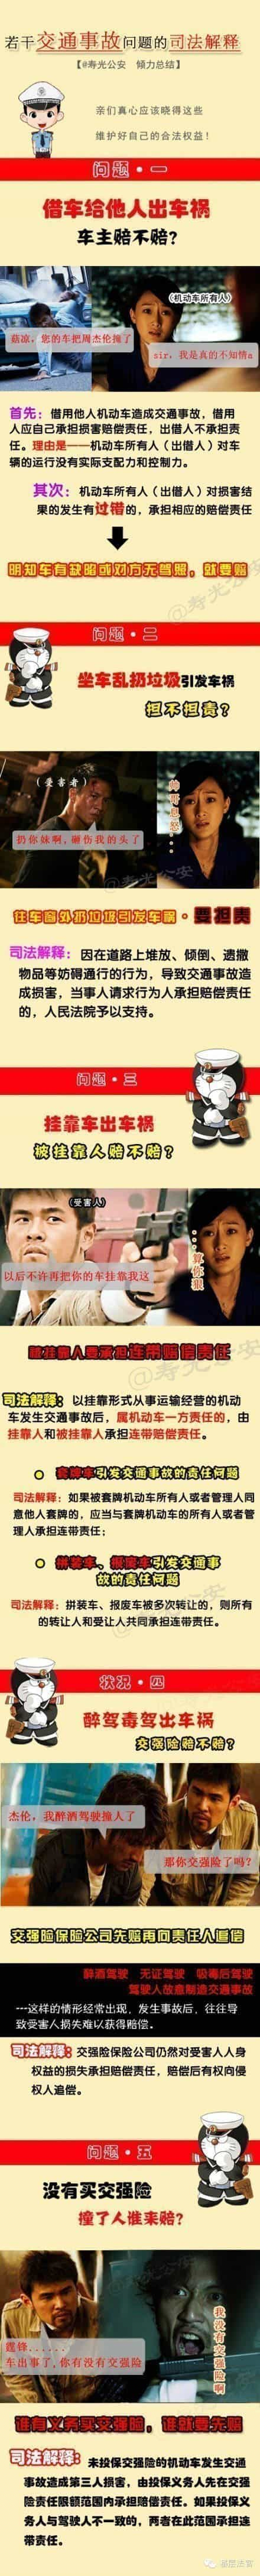 若干交通事故问题的司法解释
【@寿光公安 倾力总结】
亲们真心应该晓得这些
维护好自己的合法权益!
问题·一
借车给他人出车祸
车主赔不赔?
(机动车所有人)
菇凉,您的车把周杰伦撞了
sir,我是真的不知情a
首先:借用他人机动车造成交通事故,借用
人应自己承担损害赔偿责任,出借人不承担责
任。理由是——机动车所有人(出借人)对车
辆的运行没有实际支配力和控制力。
其次:机动车所有人(出借人)对损害结
果的发生有过错的,承担相应的赔偿责任
明知车有缺陷或对方无驾照,就要赔
@寿光公安
问题·二
坐车乱扔垃圾引发车祸
担不担责?
(受害者)
帅哥息怒...
扔你妹啊,砸伤我的头了
@寿光公安
往车窗外扔垃圾引发车祸·要担责
司法解释:因在道路上堆放、倾倒、遗撒
物品等妨碍通行的行为,导致交通事故造
成损害,当事人请求行为人承担赔偿责任
的,人民法院予以支持。
问题·三
挂靠车出车祸
被挂靠人赔不赔?
(受害人)
以后不许再把你的车挂靠我这
...算你狠
被挂靠人要承担连带赔偿责任
@寿光公安
司法解释:以挂靠形式从事运输经营的机动
车发生交通事故后,属机动车一方责任的,由
挂靠人和被挂靠人承担连带赔偿责任。
套牌车引发交通事故的责任问题
司法解释:如果被套牌机动车所有人或者管理人同
意他人套牌的,应当与套牌机动车的所有人或者管
理人承担连带责任;
拼装车、报废车引发交通事
故的责任问题
司法解释:拼装车、报废车被多次转让的,则所有
的转让人和受让人共同承担连带责任。
状况·四
醉驾毒驾出车祸
交强险赔不赔?
杰伦,我醉酒驾驶撞人了
那你交强险了吗?
交强险保险公司先赔再向责任人追偿
醉酒驾驶 无证驾驶 吸毒后驾驶
驾驶人故意制造交通事故
---这样的情形经常出现,发生事故后,往往导
致受害人损失难以获得赔偿。
司法解释:交强险保险公司仍然对受害人人身
权益的损失承担赔偿责任,赔偿后有权向侵
权人追偿。
问题·五
没有买交强险
撞了人谁来赔?
霆锋......
车出事了,你有没有交强险
我没有交强险啊
谁有义务买交强险,谁就要先赔
司法解释:未投保交强险的机动车发生交通
事故造成第三人损害,由投保义务人先在交强
险责任限额范围内承担赔偿责任。如果投保义
务人与驾驶人不一致的,两者在此范围承担连
带责任。